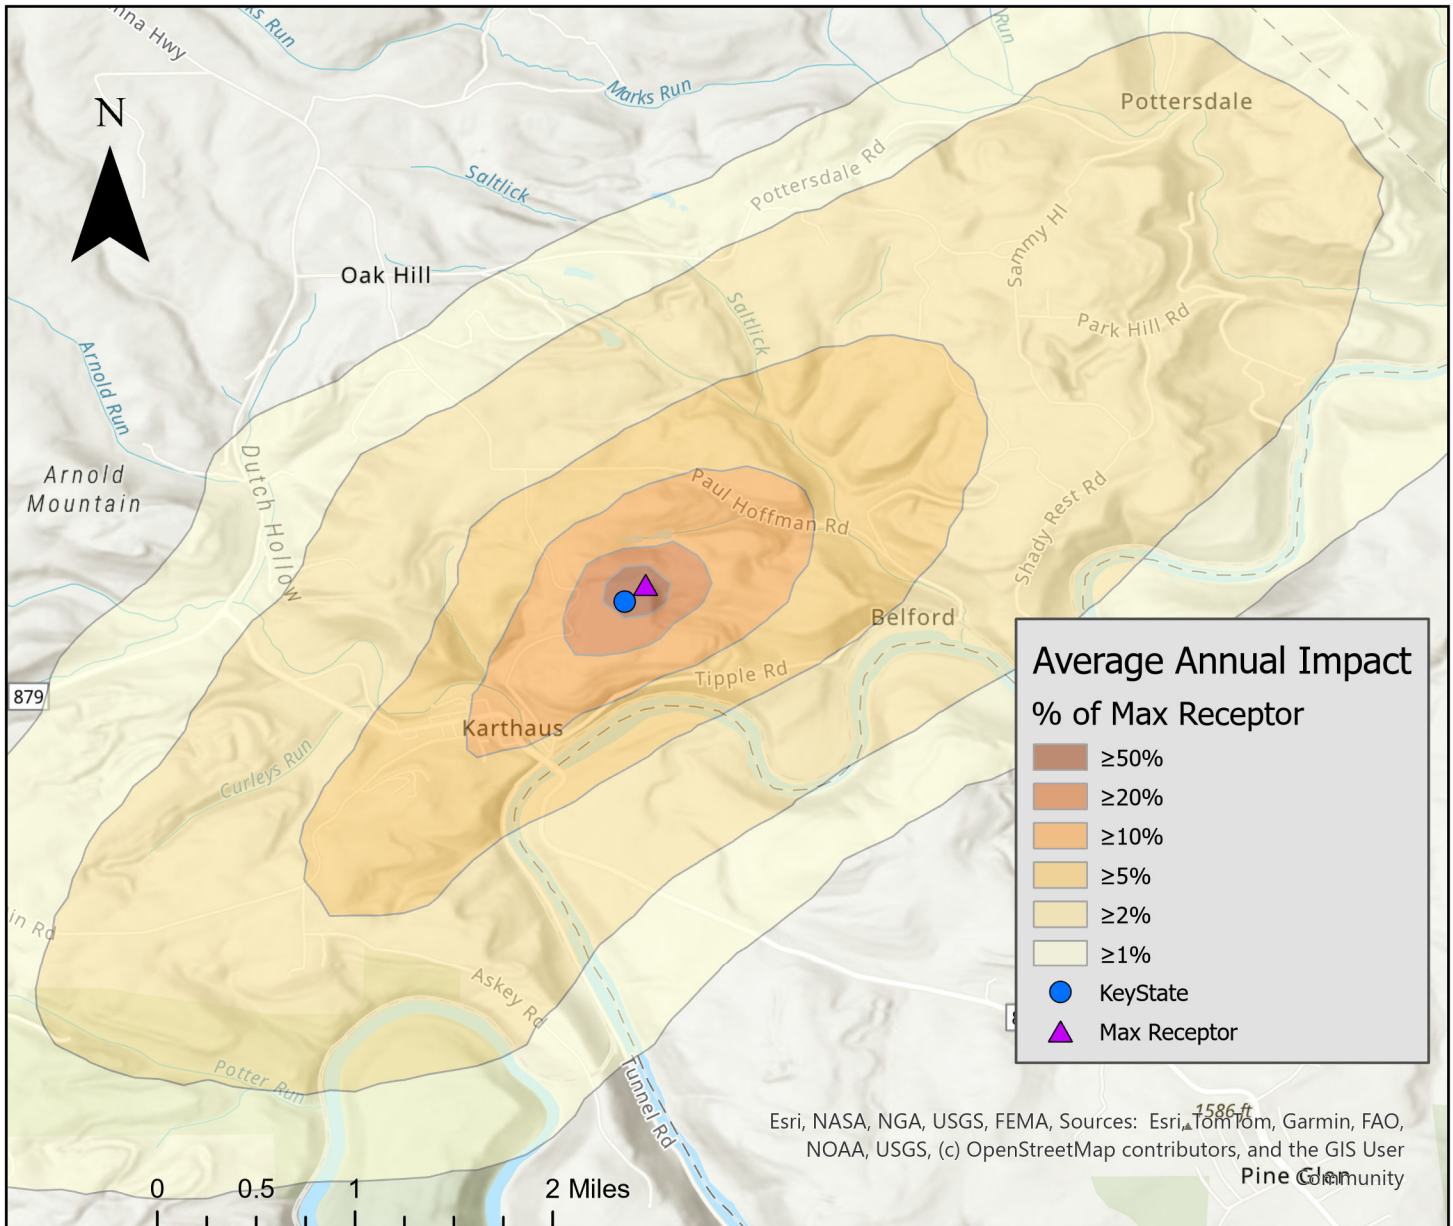 nna Hwy
ks Run
Run
Marks Run
Pottersdale
N
Pottersdale Rd
Saltlick
Sammy Hl
Oak Hill
Saltlick
Park Hill Rd
Arnold Run
Arnold
Mountain
Dutch Hollow
Paul Hoffman Rd
Shady Rest Rd
Belford
Tipple Rd
879
Karthaus
Curleys Run
in Rd
Askey Rd
Potter Run
Tunnel Rd
Average Annual Impact
% of Max Receptor
≥50%
≥20%
≥10%
≥5%
≥2%
≥1%
KeyState
Max Receptor
8
1586 ft
Esri, NASA, NGA, USGS, FEMA, Sources: Esri, TomTom, Garmin, FAO,
NOAA, USGS, (c) OpenStreetMap contributors, and the GIS User
Community
Pine Glen
0 0.5 1 2 Miles